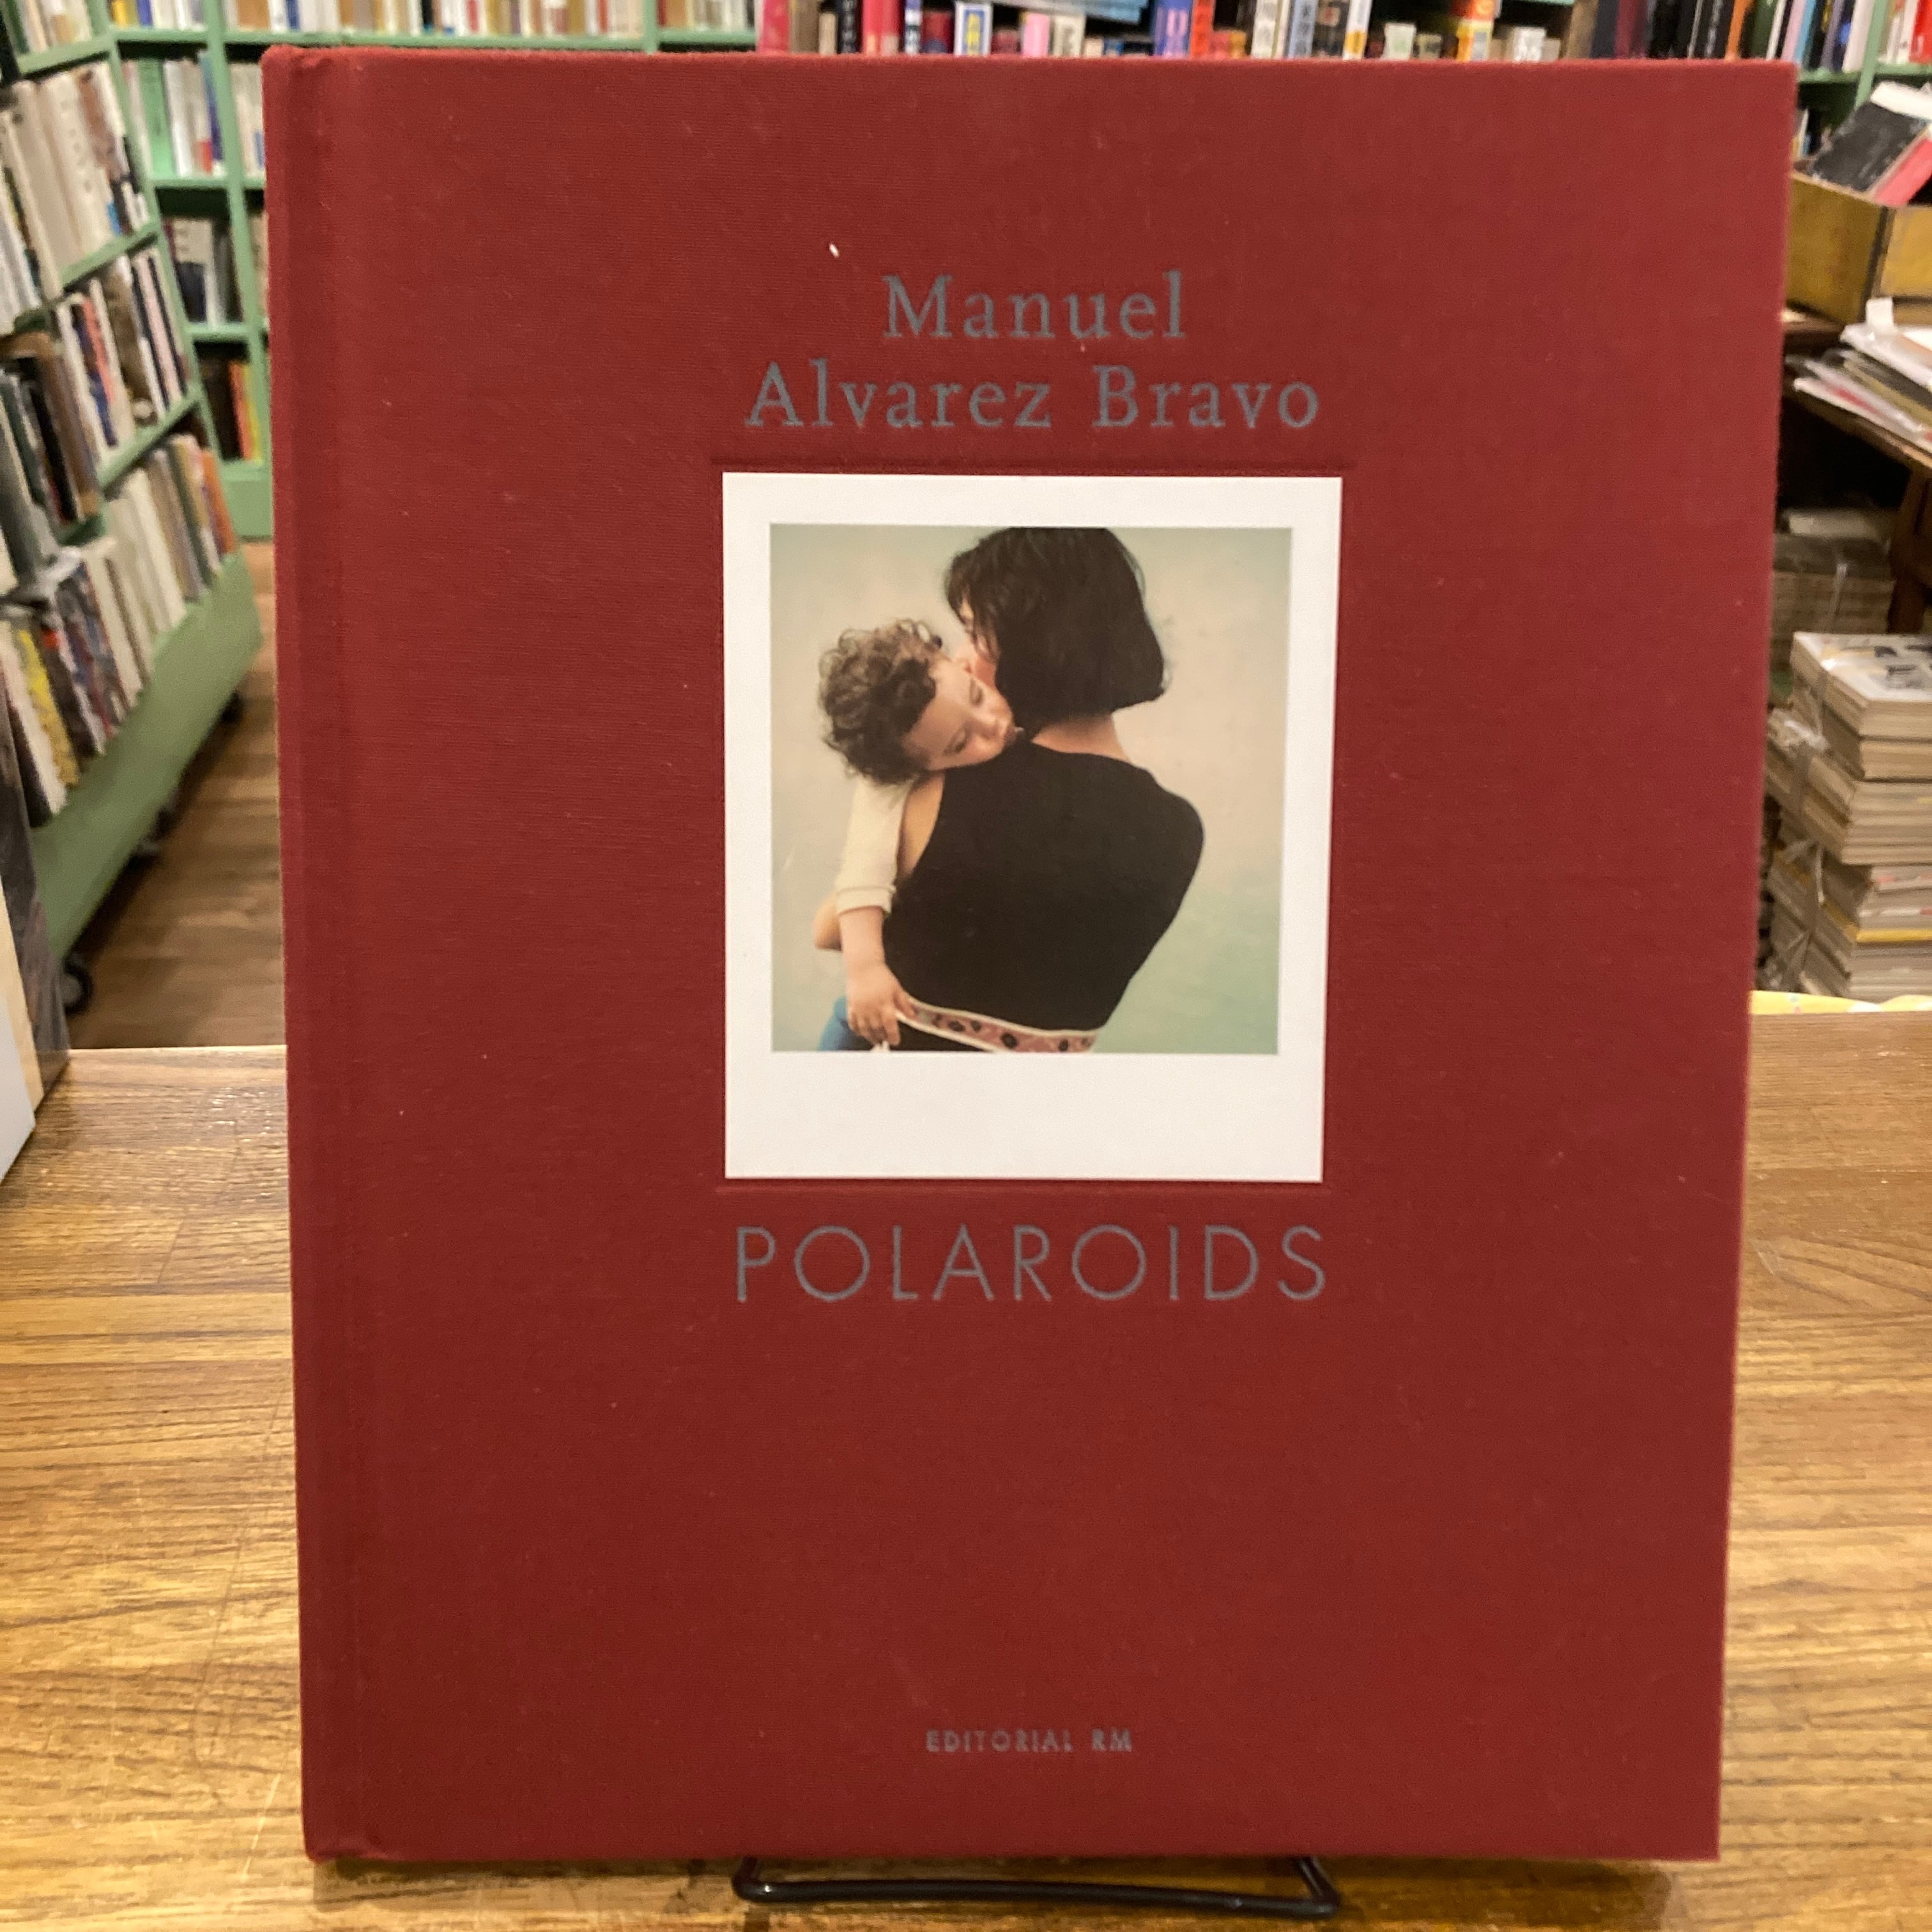 Manuel
Alvarez Bravo
POLAROIDS
EDITORIAL RM